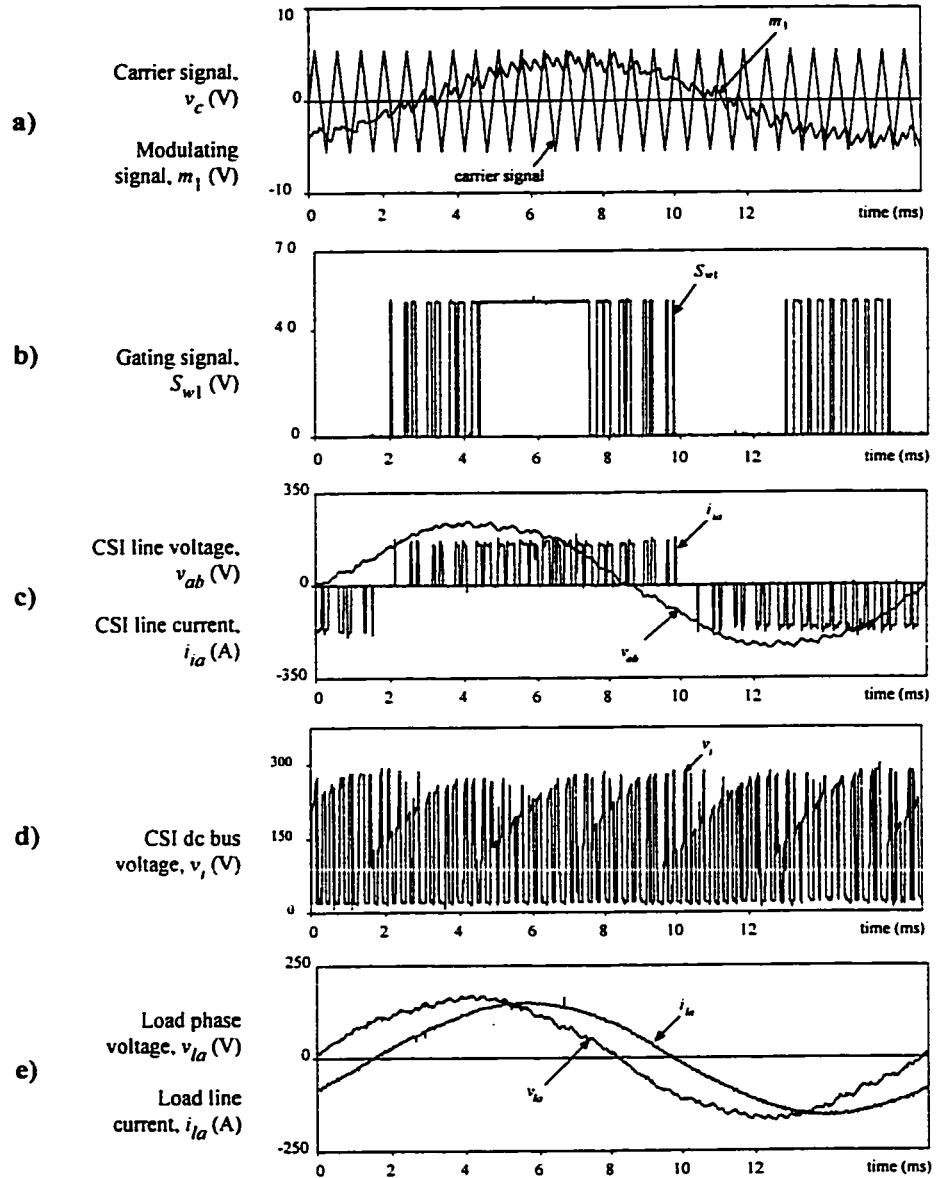 a)
Carrier signal,
v_c (V)
Modulating
signal, m_1 (V)
10
0
-10
m_1
carrier signal
0 2 4 6 8 10 12 time (ms)
b)
Gating signal,
S_w1 (V)
70
40
0
S_w1
0 2 4 6 8 10 12 time (ms)
c)
CSI line voltage,
v_ab (V)
CSI line current,
i_ia (A)
350
0
-350
i_ia
v_ab
0 2 4 6 8 10 12 time (ms)
d)
CSI dc bus
voltage, v_i (V)
300
150
0
v_i
0 2 4 6 8 10 12 time (ms)
e)
Load phase
voltage, v_la (V)
Load line
current, i_la (A)
250
0
-250
i_la
v_la
0 2 4 6 8 10 12 time (ms)